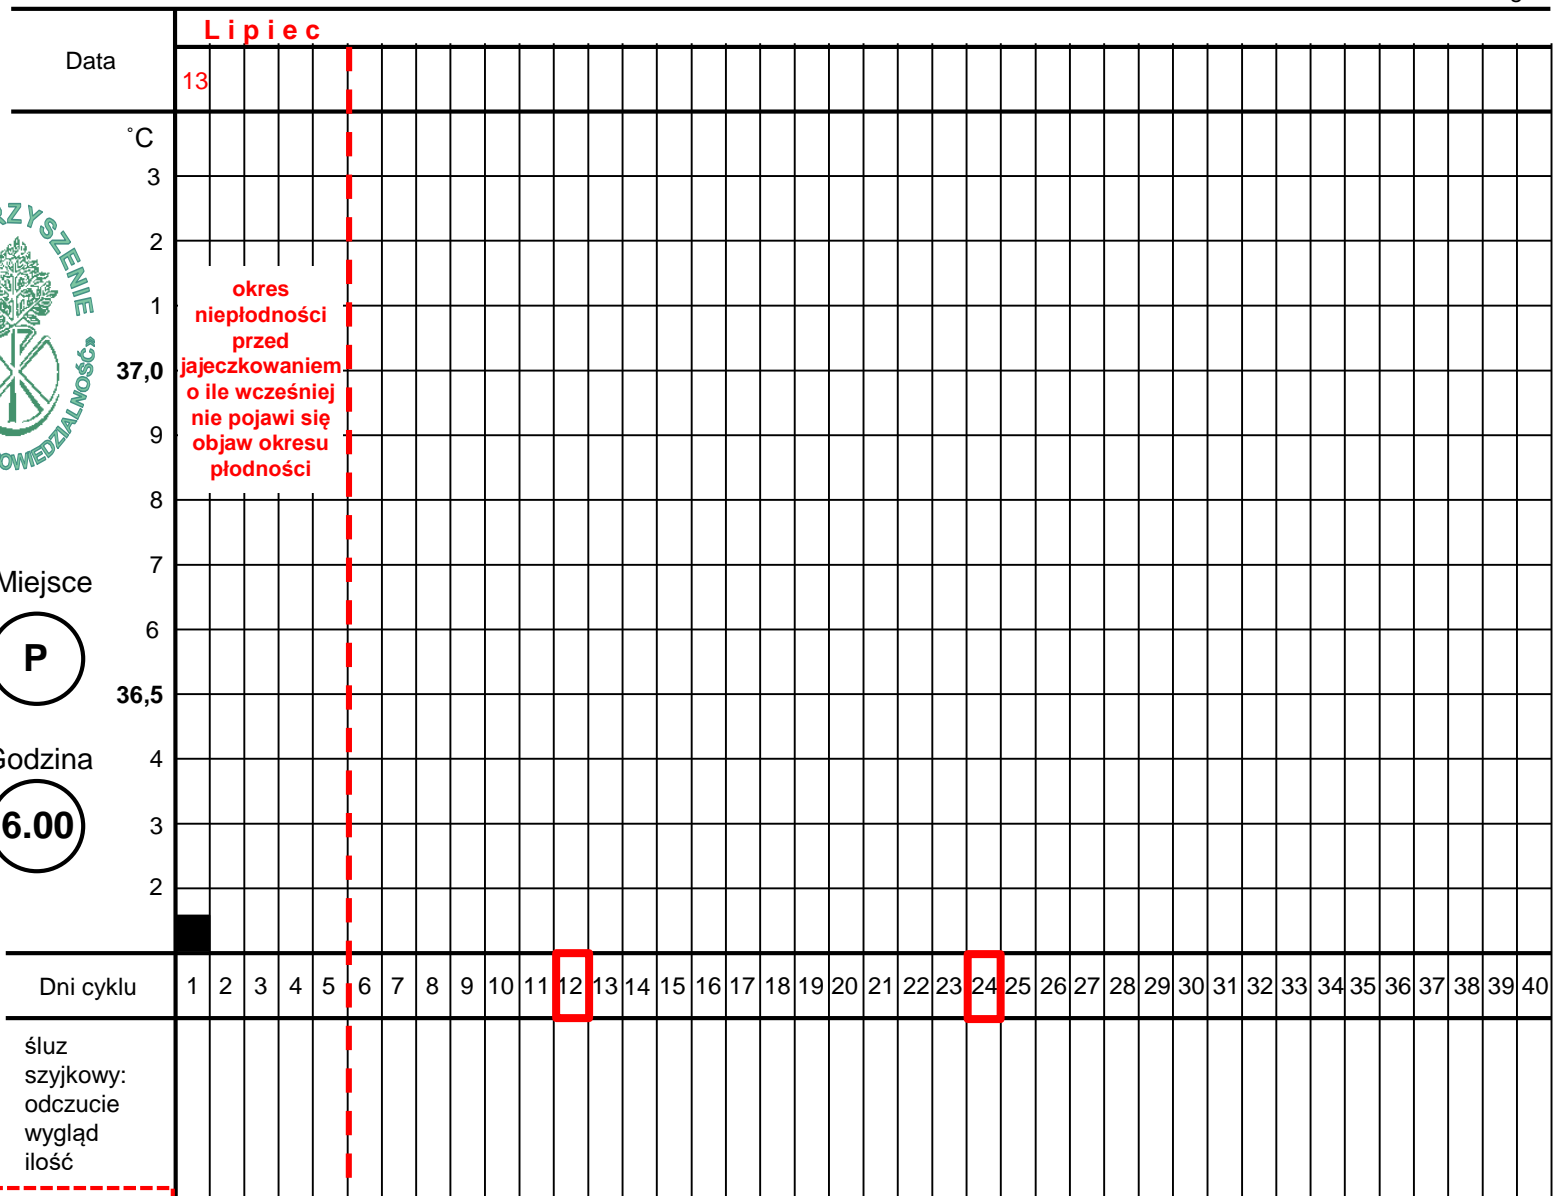 Lipiec
Data
13
°C
3
2
1
37,0
9
8
7
6
36,5
4
3
2
okres
niepłodności
przed
jajeczkowaniem
o ile wcześniej
nie pojawi się
objaw okresu
płodności
RZYSZENIE
OWIEDZIALNOŚĆ»
Miejsce
P
Godzina
6.00
Dni cyklu 1 2 3 4 5 6 7 8 9 10 11 12 13 14 15 16 17 18 19 20 21 22 23 24 25 26 27 28 29 30 31 32 33 34 35 36 37 38 39 40
śluz
szyjkowy:
odczucie
wygląd
ilość